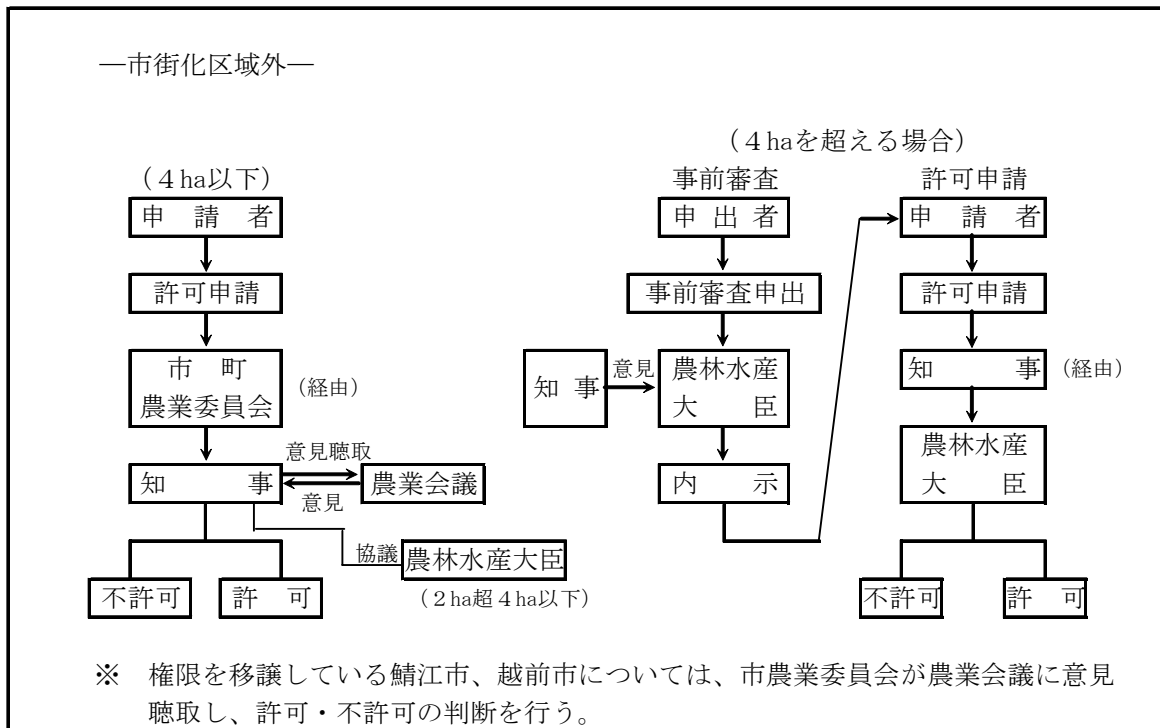 ―市街化区域外―
(4ha以下)
申請者
許可申請
市町
農業委員会
(経由)
知事
意見聴取
意見
農業会議
協議
農林水産大臣
(2ha超4ha以下)
不許可
許可
(4haを超える場合)
事前審査
申出者
事前審査申出
知事
意見
農林水産
大臣
内示
許可申請
申請者
許可申請
知事
(経由)
農林水産
大臣
不許可
許可
※ 権限を移譲している鯖江市、越前市については、市農業委員会が農業会議に意見
聴取し、許可・不許可の判断を行う。